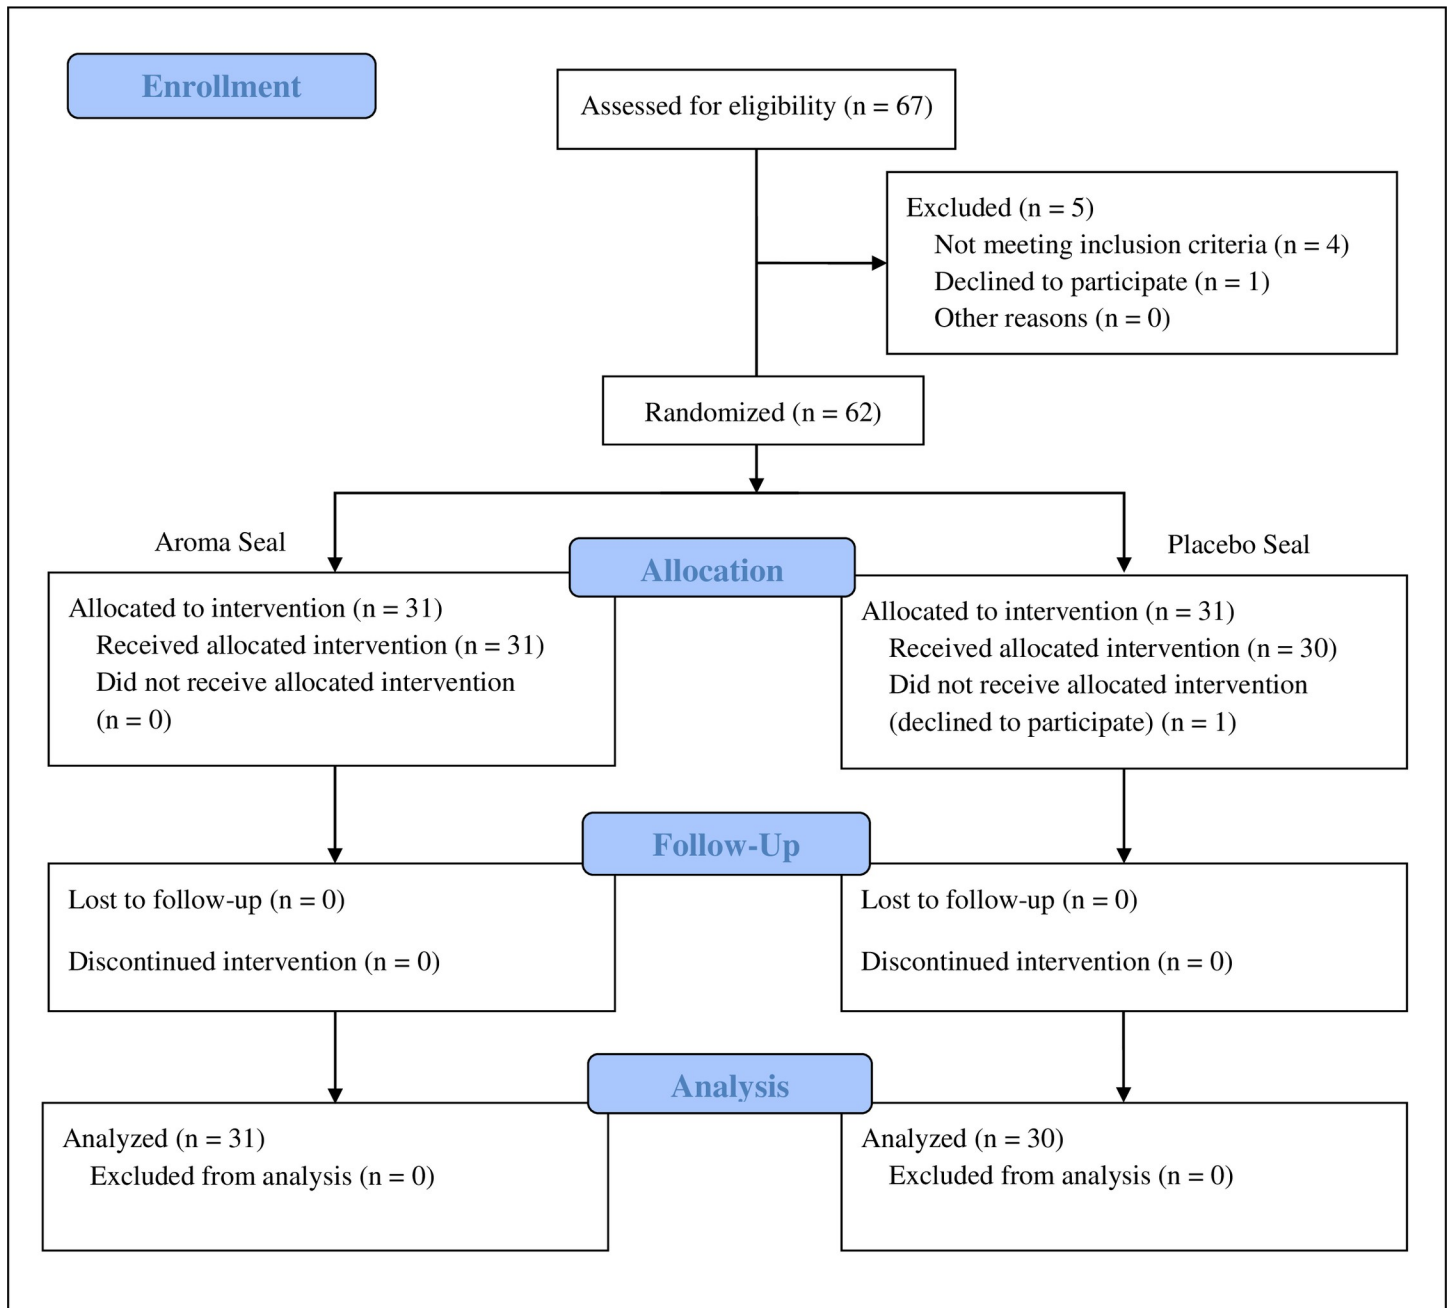 Enrollment
Assessed for eligibility (n = 67)
Excluded (n = 5)
Not meeting inclusion criteria (n = 4)
Declined to participate (n = 1)
Other reasons (n = 0)
Randomized (n = 62)
Aroma Seal
Placebo Seal
Allocation
Allocated to intervention (n = 31)
Received allocated intervention (n = 31)
Did not receive allocated intervention
(n = 0)
Allocated to intervention (n = 31)
Received allocated intervention (n = 30)
Did not receive allocated intervention
(declined to participate) (n = 1)
Follow-Up
Lost to follow-up (n = 0)
Discontinued intervention (n = 0)
Lost to follow-up (n = 0)
Discontinued intervention (n = 0)
Analysis
Analyzed (n = 31)
Excluded from analysis (n = 0)
Analyzed (n = 30)
Excluded from analysis (n = 0)